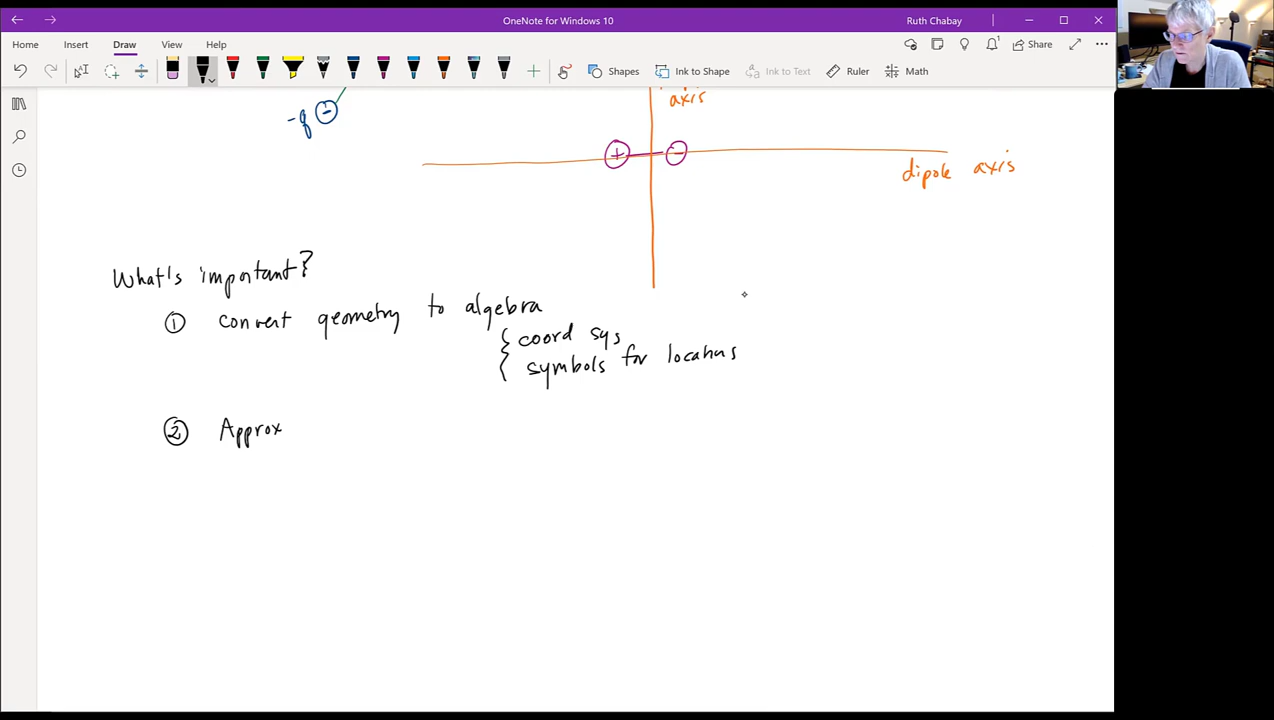 OneNote for Windows 10
Ruth Chabay
Home Insert Draw View Help
Share
Shapes Ink to Shape Ink to Text Ruler Math
axis
-q -
+ -
dipole axis
What's important?
① convert geometry to algebra
coord sys
symbols for locatns
② Approx